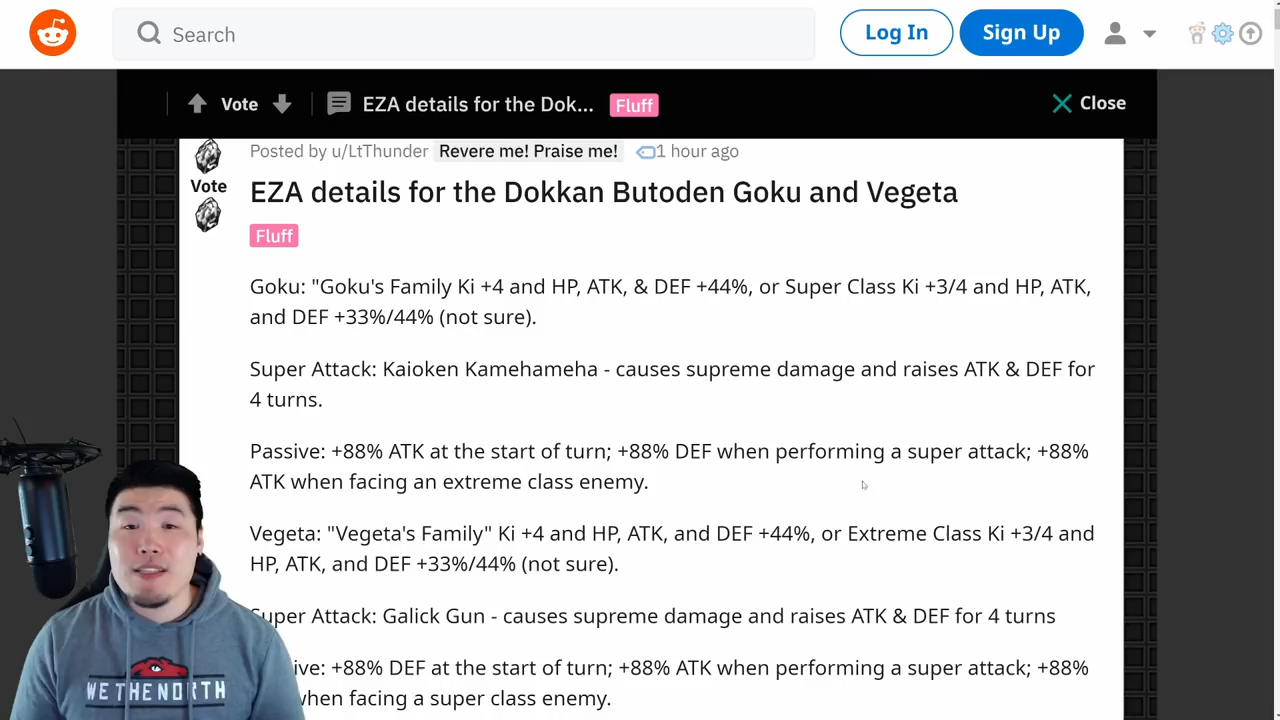 Search
Log In
Sign Up
Vote
EZA details for the Dok...
Fluff
Close
Posted by u/LtThunder Revere me! Praise me! 1 hour ago
Vote
EZA details for the Dokkan Butoden Goku and Vegeta
Fluff
Goku: "Goku's Family Ki +4 and HP, ATK, & DEF +44%, or Super Class Ki +3/4 and HP, ATK,
and DEF +33%/44% (not sure).
Super Attack: Kaioken Kamehameha - causes supreme damage and raises ATK & DEF for
4 turns.
Passive: +88% ATK at the start of turn; +88% DEF when performing a super attack; +88%
ATK when facing an extreme class enemy.
Vegeta: "Vegeta's Family" Ki +4 and HP, ATK, and DEF +44%, or Extreme Class Ki +3/4 and
HP, ATK, and DEF +33%/44% (not sure).
Super Attack: Galick Gun - causes supreme damage and raises ATK & DEF for 4 turns
+88% DEF at the start of turn; +88% ATK when performing a super attack; +88%
when facing a super class enemy.
WE THE NORTH